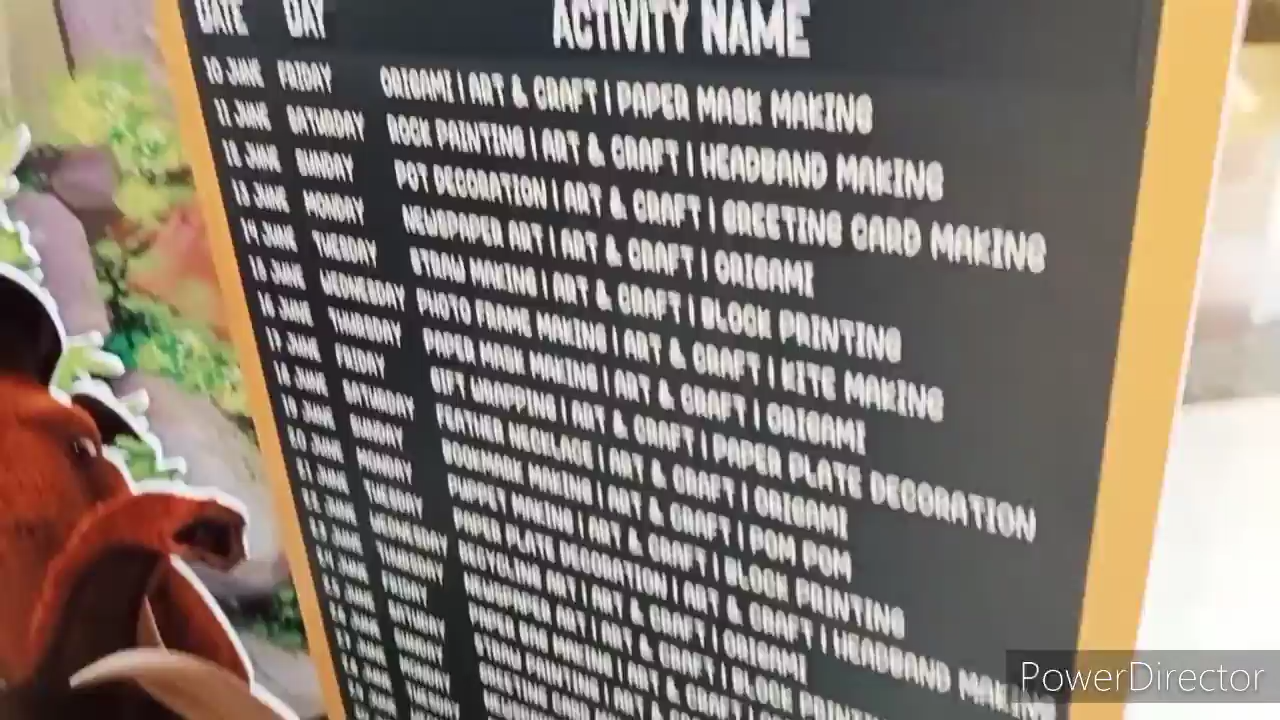 DATE DAY ACTIVITY NAME
10 JUNE FRIDAY ORIGAMI | ART & CRAFT | PAPER MASK MAKING
11 JUNE SATURDAY ROCK PAINTING | ART & CRAFT | HEADBAND MAKING
12 JUNE SUNDAY POT DECORATION | ART & CRAFT | GREETING CARD MAKING
13 JUNE MONDAY NEWSPAPER ART | ART & CRAFT | ORIGAMI
14 JUNE TUESDAY STRAW MAKING | ART & CRAFT | BLOCK PRINTING
15 JUNE WEDNESDAY PHOTO FRAME MAKING | ART & CRAFT | KITE MAKING
16 JUNE THURSDAY PAPER MASK MAKING | ART & CRAFT | ORIGAMI
17 JUNE FRIDAY GIFT WRAPPING | ART & CRAFT | PAPER PLATE DECORATION
18 JUNE SATURDAY FEATHER NECKLACE | ART & CRAFT | ORIGAMI
19 JUNE SUNDAY BOOKMARK MAKING | ART & CRAFT | POM POM
20 JUNE MONDAY PUPPET MAKING | ART & CRAFT | BLOCK PRINTING
21 JUNE TUESDAY PAPER PLATE DECORATION | ART & CRAFT | HEADBAND MAKING
JUNE WEDNESDAY RECYCLING ART | ART & CRAFT | ORIGAMI
JUNE THURSDAY NEWSPAPER ART | ART & CRAFT | BLOCK
PowerDirector